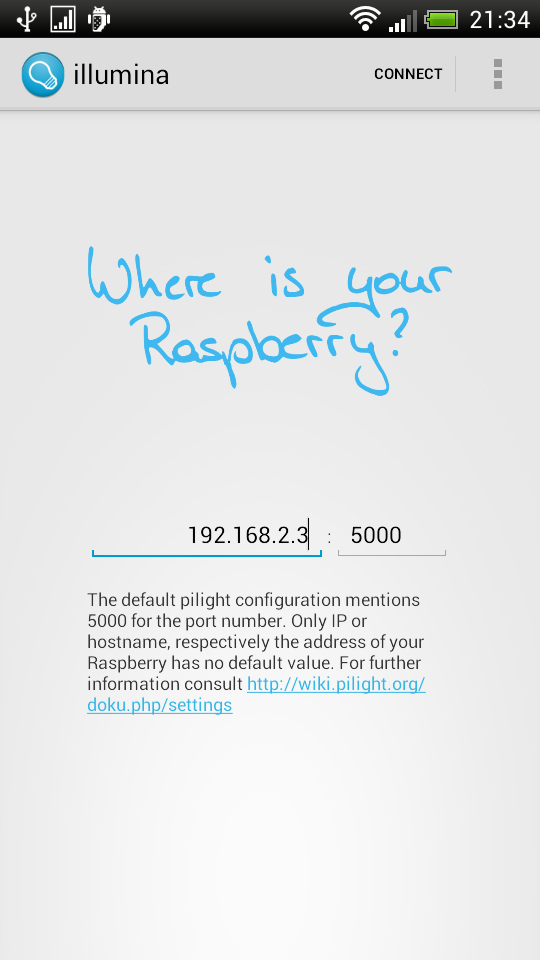 21:34
illumina CONNECT
Where is your
Raspberry?
192.168.2.3 : 5000
The default pilight configuration mentions
5000 for the port number. Only IP or
hostname, respectively the address of your
Raspberry has no default value. For further
information consult http://wiki.pilight.org/
doku.php/settings